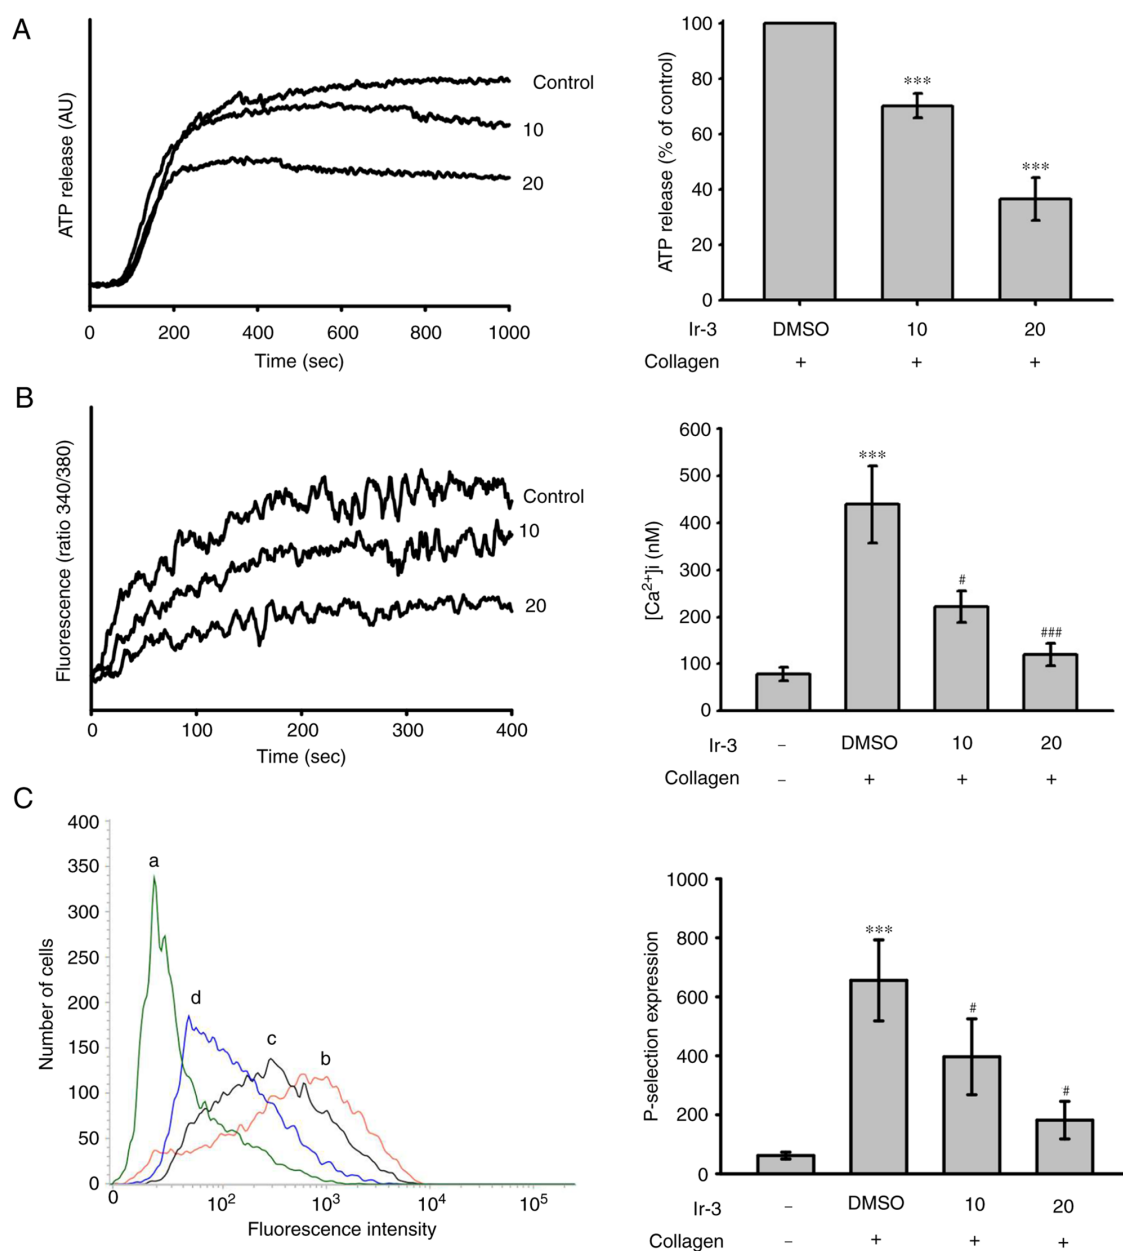 A
ATP release (AU)
Control
10
20
0 200 400 600 800 1000
Time (sec)
ATP release (% of control)
100
80
60
40
20
0
***
***
Ir-3 DMSO 10 20
Collagen + + +
B
Fluorescence (ratio 340/380)
Control
10
20
0 100 200 300 400
Time (sec)
[Ca2+]i (nM)
600
500
400
300
200
100
0
***
#
###
Ir-3 – DMSO 10 20
Collagen – + + +
C
Number of cells
400
350
300
250
200
150
100
50
0
a
d
c
b
0 10² 10³ 10⁴ 10⁵
Fluorescence intensity
P-selection expression
1000
800
600
400
200
0
***
#
#
Ir-3 – DMSO 10 20
Collagen – + + +